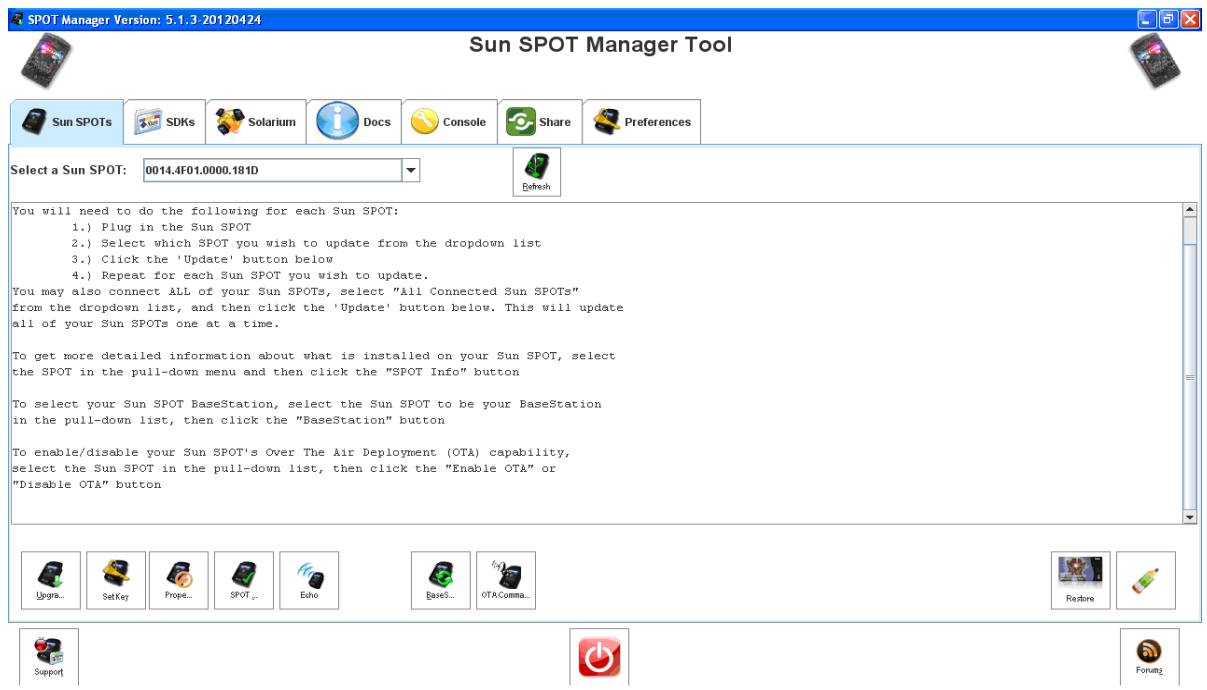 SPOT Manager Version: 5.1.3-20120424
Sun SPOT Manager Tool
Sun SPOTs
SDKs
Solarium
Docs
Console
Share
Preferences
Select a Sun SPOT:
0014.4F01.0000.181D
Refresh
You will need to do the following for each Sun SPOT:
1.) Plug in the Sun SPOT
2.) Select which SPOT you wish to update from the dropdown list
3.) Click the 'Update' button below
4.) Repeat for each Sun SPOT you wish to update.
You may also connect ALL of your Sun SPOTs, select "All Connected Sun SPOTs"
from the dropdown list, and then click the 'Update' button below. This will update
all of your Sun SPOTs one at a time.
To get more detailed information about what is installed on your Sun SPOT, select
the SPOT in the pull-down menu and then click the "SPOT Info" button
To select your Sun SPOT BaseStation, select the Sun SPOT to be your BaseStation
in the pull-down list, then click the "BaseStation" button
To enable/disable your Sun SPOT's Over The Air Deployment (OTA) capability,
select the Sun SPOT in the pull-down list, then click the "Enable OTA" or
"Disable OTA" button
Upgra...
Set Key
Prope...
SPOT ...
Echo
BaseS...
OTA Comma...
Restore
Support
Forums